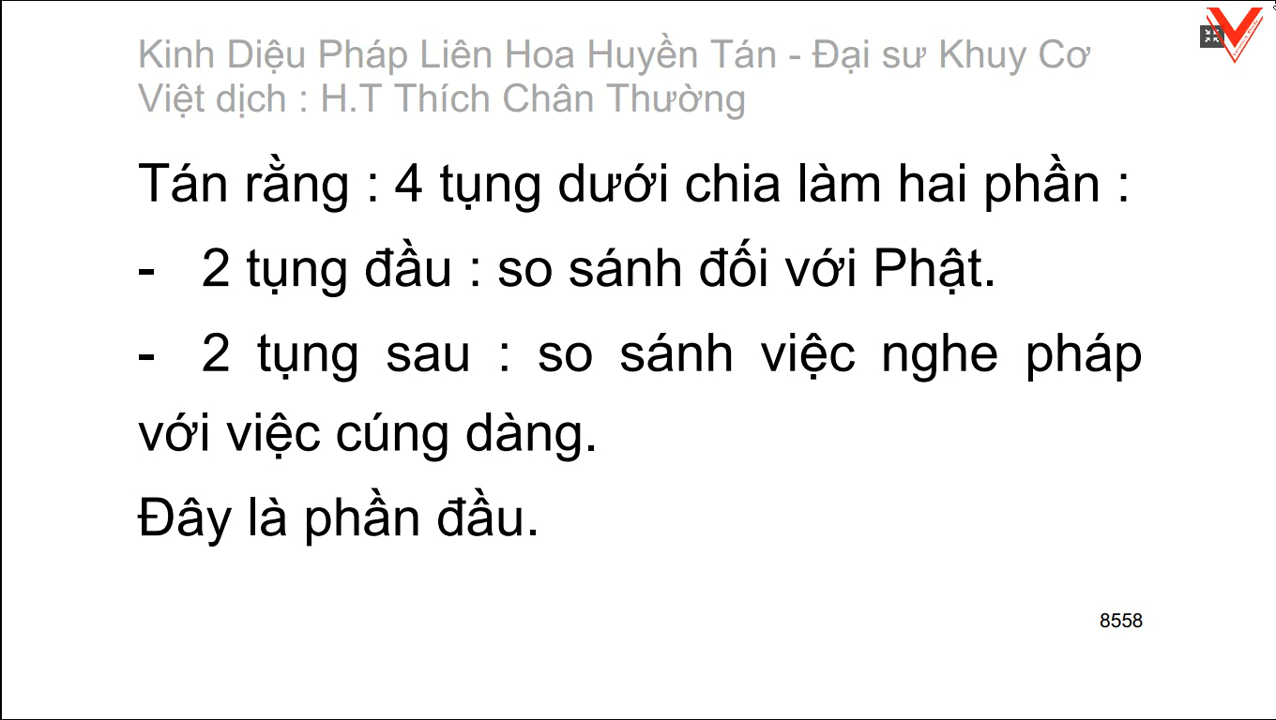 Kinh Diệu Pháp Liên Hoa Huyền Tán - Đại sư Khuy Cơ
Việt dịch : H.T Thích Chân Thường
Tán rằng : 4 tụng dưới chia làm hai phần :
- 2 tụng đầu : so sánh đối với Phật.
- 2 tụng sau : so sánh việc nghe pháp
với việc cúng dàng.
Đây là phần đầu.
8558